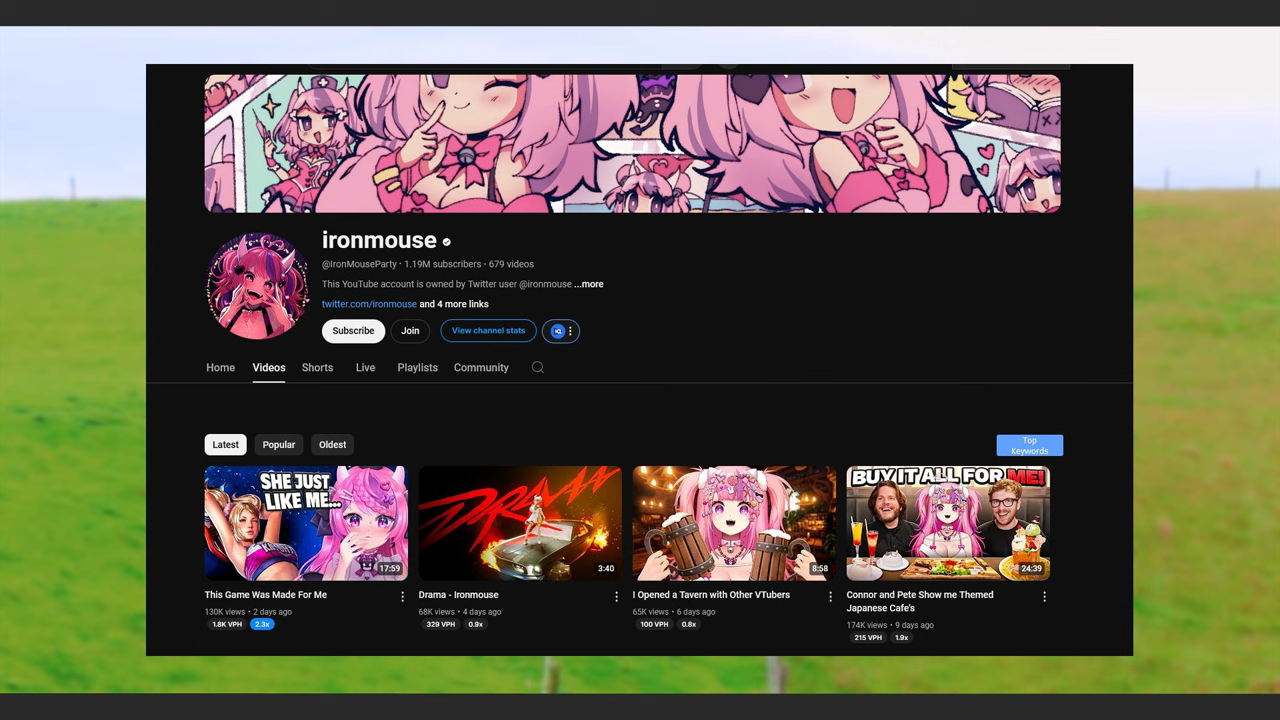 ironmouse
@IronMouseParty · 1.19M subscribers · 679 videos
This YouTube account is owned by Twitter user @ironmouse ...more
twitter.com/ironmouse and 4 more links
Subscribe Join View channel stats
Home Videos Shorts Live Playlists Community
Latest Popular Oldest Top
Keywords
SHE JUST
LIKE ME...
17:59
DRAMA
3:40
8:58
BUY IT ALL FOR ME!
24:39
This Game Was Made For Me
130K views • 2 days ago
1.8K VPH 2.3x
Drama - Ironmouse
68K views • 4 days ago
329 VPH 0.9x
I Opened a Tavern with Other VTubers
65K views • 6 days ago
100 VPH 0.8x
Connor and Pete Show me Themed
Japanese Cafe's
174K views • 9 days ago
215 VPH 1.9x